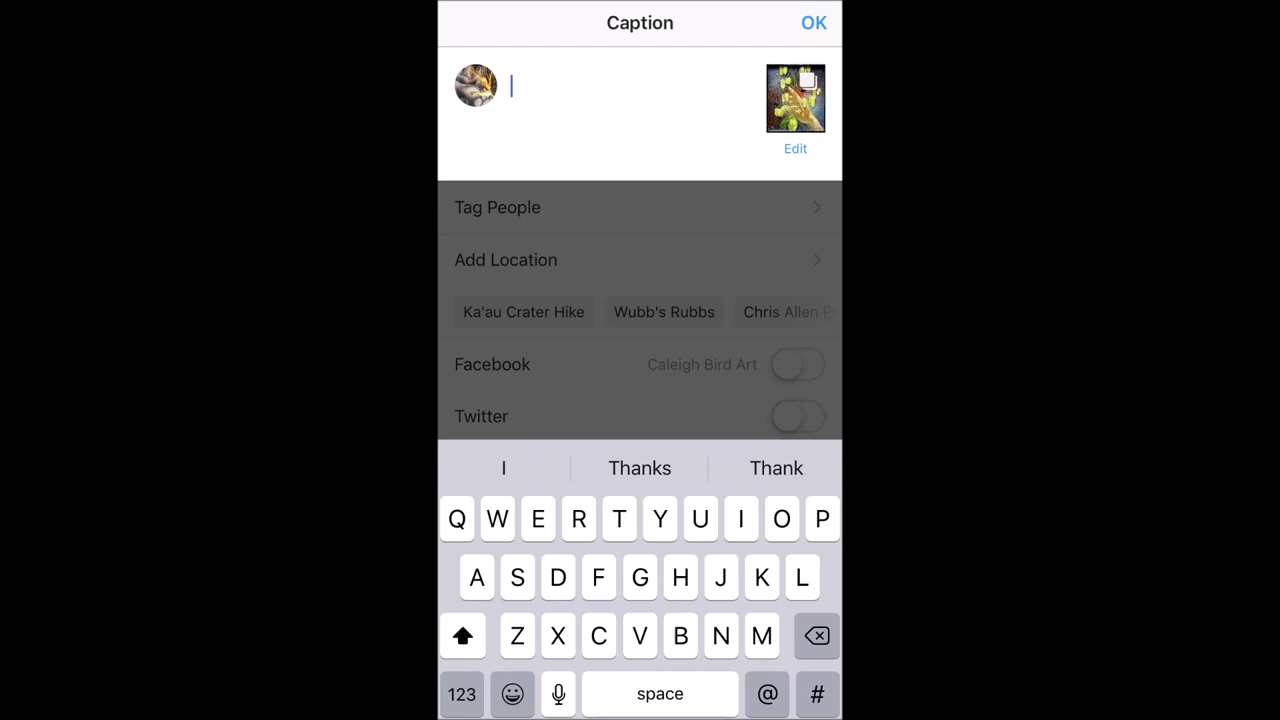 Caption OK
Edit
Tag People
Add Location
Ka'au Crater Hike Wubb's Rubbs Chris Allen
Facebook Caleigh Bird Art
Twitter
I Thanks Thank
Q W E R T Y U I O P
A S D F G H J K L
Z X C V B N M
123 space @ #